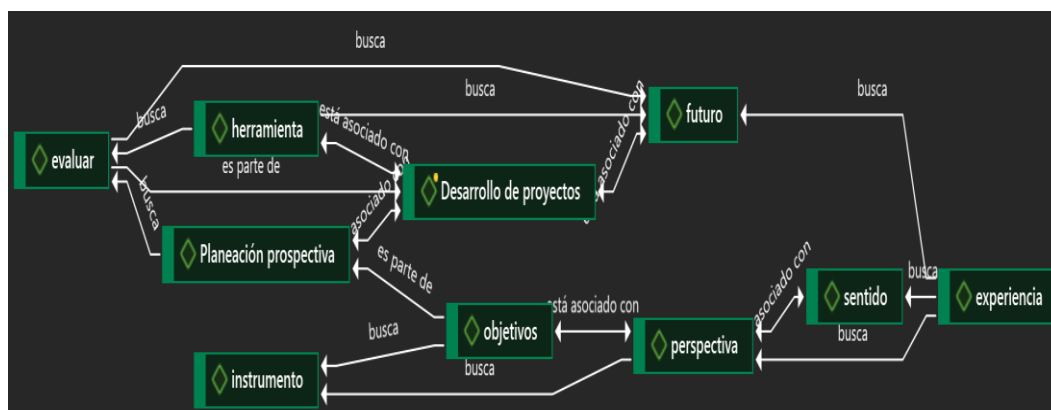 busca
busca
busca
busca
herramienta
está asociado con
asociado con
futuro
evaluar
es parte de
Desarrollo de proyectos
asociado con
busca
Planeación prospectiva
es parte de
asociado con
sentido
busca
experiencia
está asociado con
busca
objetivos
perspectiva
busca
busca
instrumento